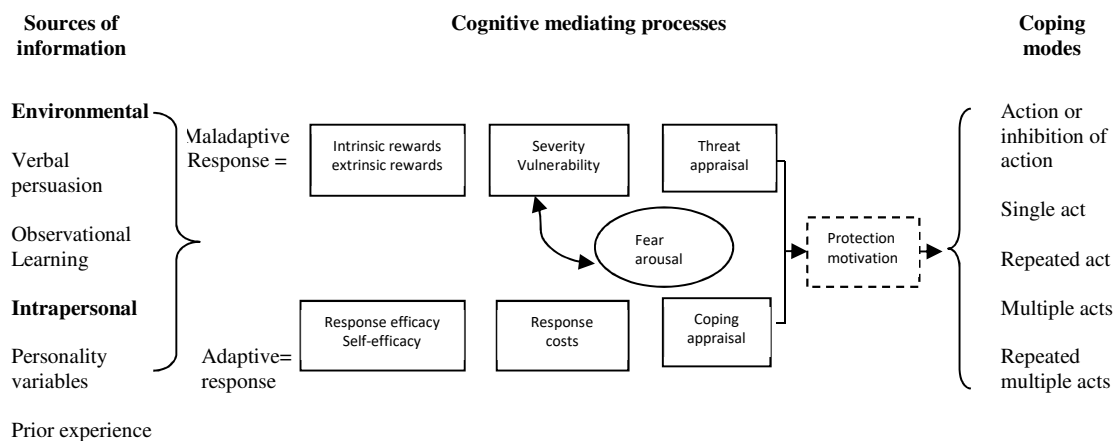 Sources of
information
Cognitive mediating processes
Coping
modes
Environmental
Verbal
persuasion
Observational
Learning
Intrapersonal
Personality
variables
Prior experience
Maladaptive
Response =
Intrinsic rewards
extrinsic rewards
Severity
Vulnerability
Threat
appraisal
Fear
arousal
Adaptive=
response
Response efficacy
Self-efficacy
Response
costs
Coping
appraisal
Protection
motivation
Action or
inhibition of
action
Single act
Repeated act
Multiple acts
Repeated
multiple acts